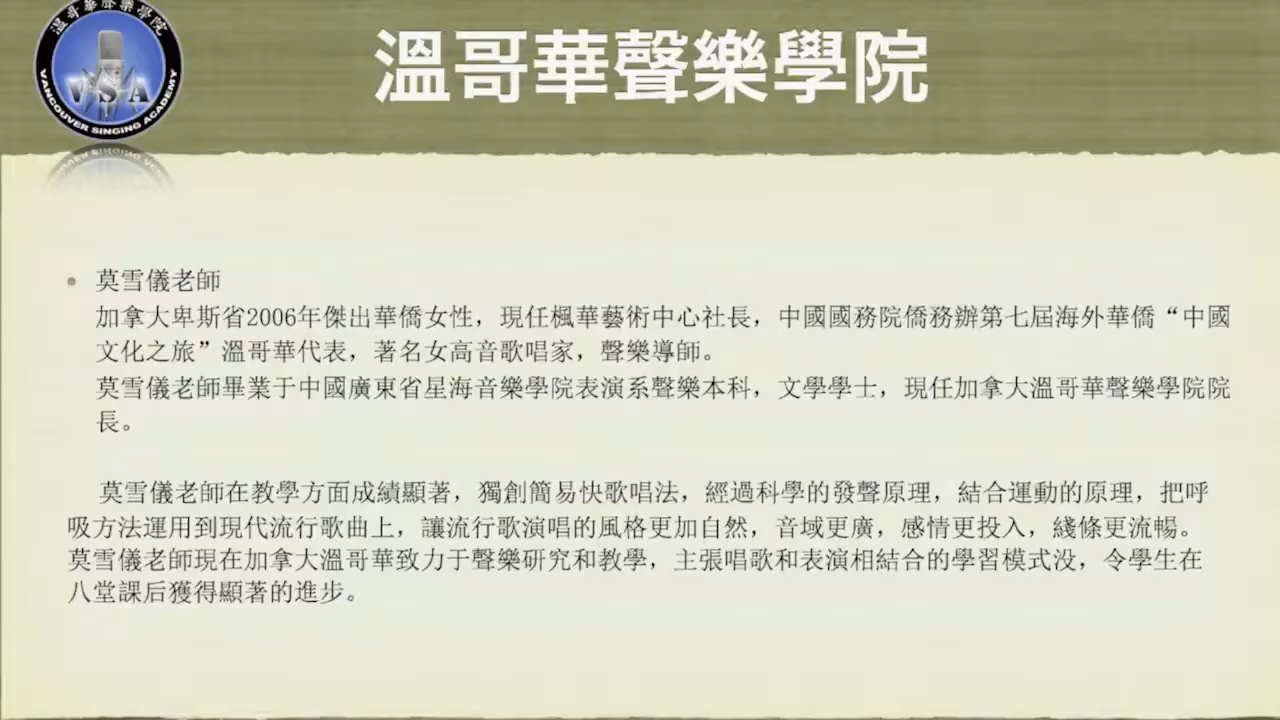 溫哥華聲樂學院
VSA
VANCOUVER SINGING ACADEMY
溫哥華聲樂學院
• 莫雪儀老師
加拿大卑斯省2006年傑出華僑女性，現任楓華藝術中心社長，中國國務院僑務辦第七屆海外華僑“中國
文化之旅”溫哥華代表，著名女高音歌唱家，聲樂導師。
莫雪儀老師畢業于中國廣東省星海音樂學院表演系聲樂本科，文學學士，現任加拿大溫哥華聲樂學院院
長。
莫雪儀老師在教學方面成績顯著，獨創簡易快歌唱法，經過科學的發聲原理，結合運動的原理，把呼
吸方法運用到現代流行歌曲上，讓流行歌演唱的風格更加自然，音域更廣，感情更投入，綫條更流暢。
莫雪儀老師現在加拿大溫哥華致力于聲樂研究和教學，主張唱歌和表演相結合的學習模式没，令學生在
八堂課后獲得顯著的進步。